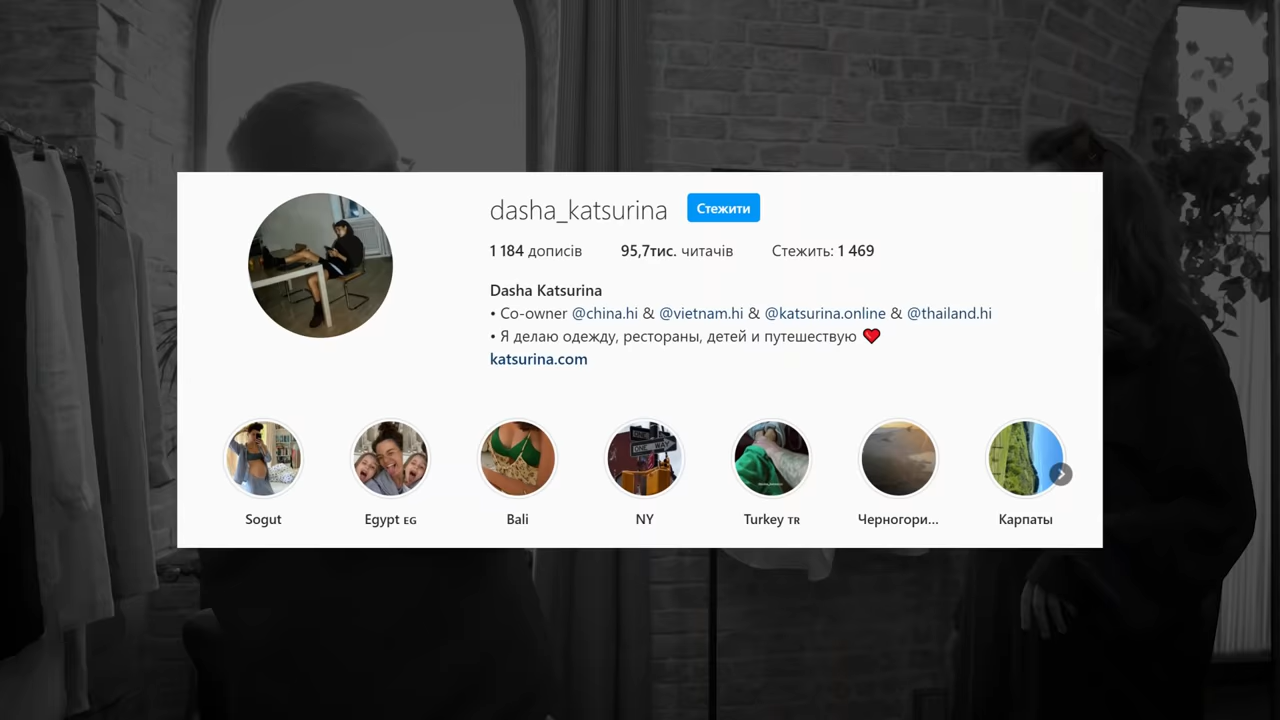 dasha_katsurina Стежити
1 184 дописів 95,7тис. читачів Стежить: 1 469
Dasha Katsurina
• Co-owner @china.hi & @vietnam.hi & @katsurina.online & @thailand.hi
• Я делаю одежду, рестораны, детей и путешествую ❤️
katsurina.com
ONE WAY
Sogut Egypt EG Bali NY Turkey TR Черногори... Карпаты